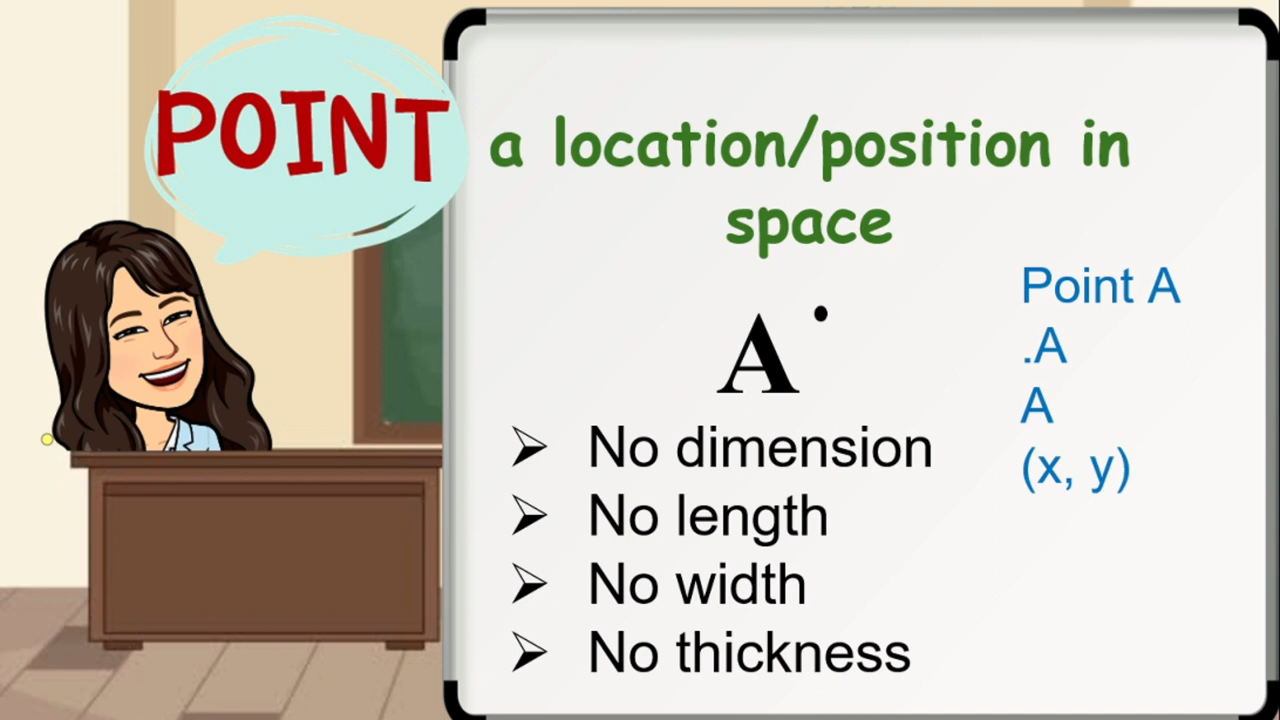 POINT
a location/position in
space
A
Point A
.A
A
(x, y)
No dimension
No length
No width
No thickness